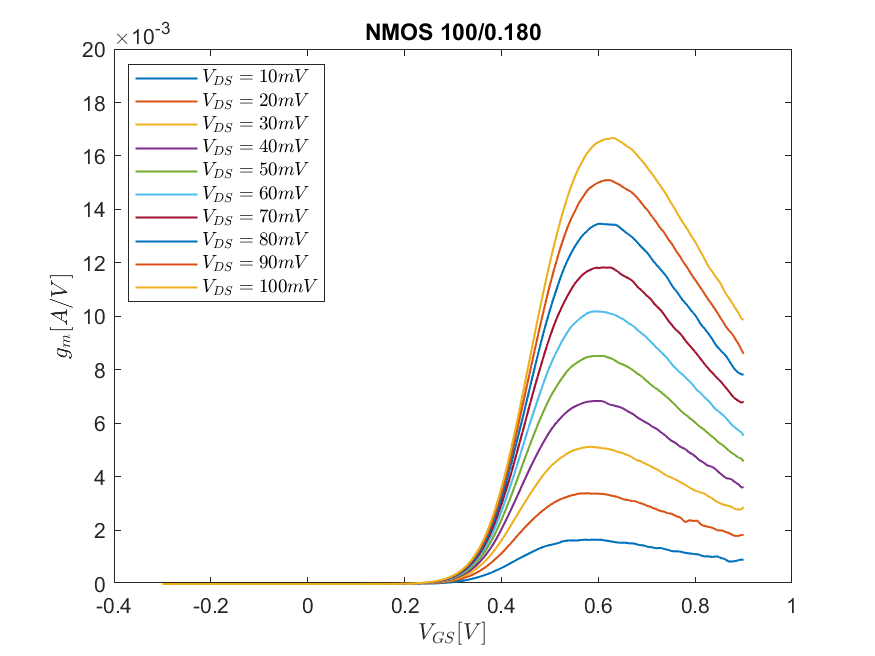 NMOS 100/0.180
×10⁻³
20
18
16
14
12
10
8
6
4
2
0
g_m[A/V]
V_DS = 10mV
V_DS = 20mV
V_DS = 30mV
V_DS = 40mV
V_DS = 50mV
V_DS = 60mV
V_DS = 70mV
V_DS = 80mV
V_DS = 90mV
V_DS = 100mV
-0.4 -0.2 0 0.2 0.4 0.6 0.8 1
V_GS[V]